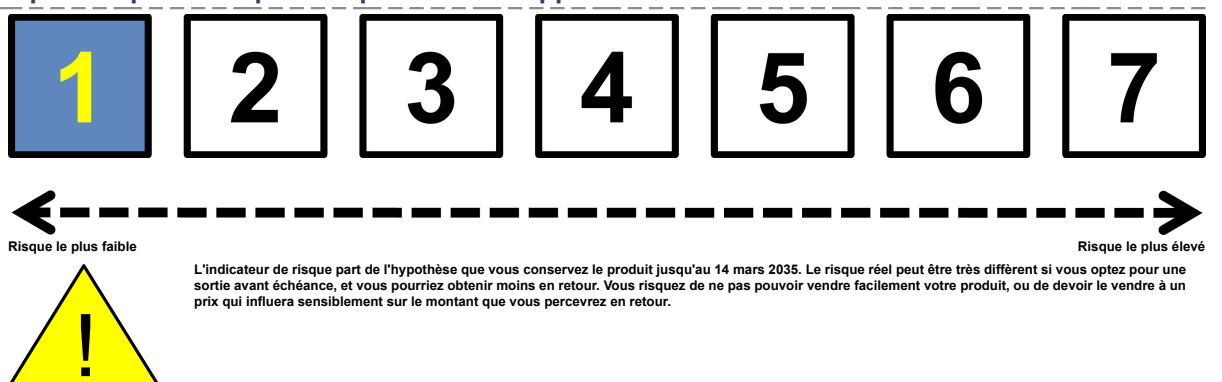 1 2 3 4 5 6 7
Risque le plus faible Risque le plus élevé
L'indicateur de risque part de l'hypothèse que vous conservez le produit jusqu'au 14 mars 2035. Le risque réel peut être très diffèrent si vous optez pour une
sortie avant échéance, et vous pourriez obtenir moins en retour. Vous risquez de ne pas pouvoir vendre facilement votre produit, ou de devoir le vendre à un
prix qui influera sensiblement sur le montant que vous percevrez en retour.
!